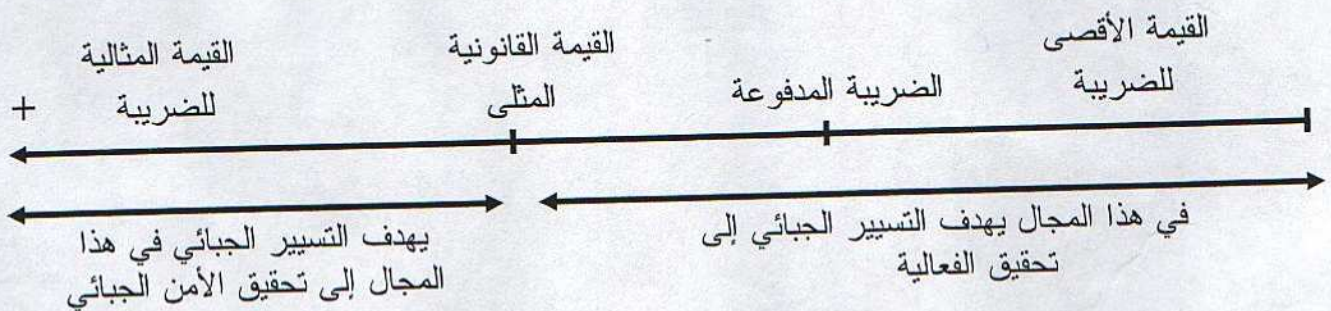 القيمة الأقصى
للضريبة
الضريبة المدفوعة
القيمة القانونية
المثلى
القيمة المثالية
للضريبة
+
في هذا المجال يهدف التسيير الجبائي إلى
تحقيق الفعالية
يهدف التسيير الجبائي في هذا
المجال إلى تحقيق الأمن الجبائي